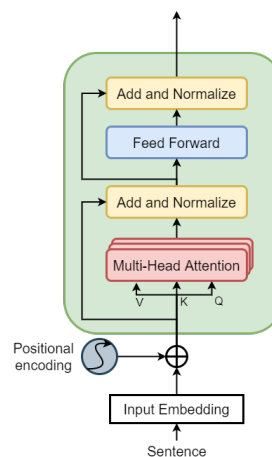 Add and Normalize
Feed Forward
Add and Normalize
Multi-Head Attention
V K Q
Positional
encoding
Input Embedding
Sentence